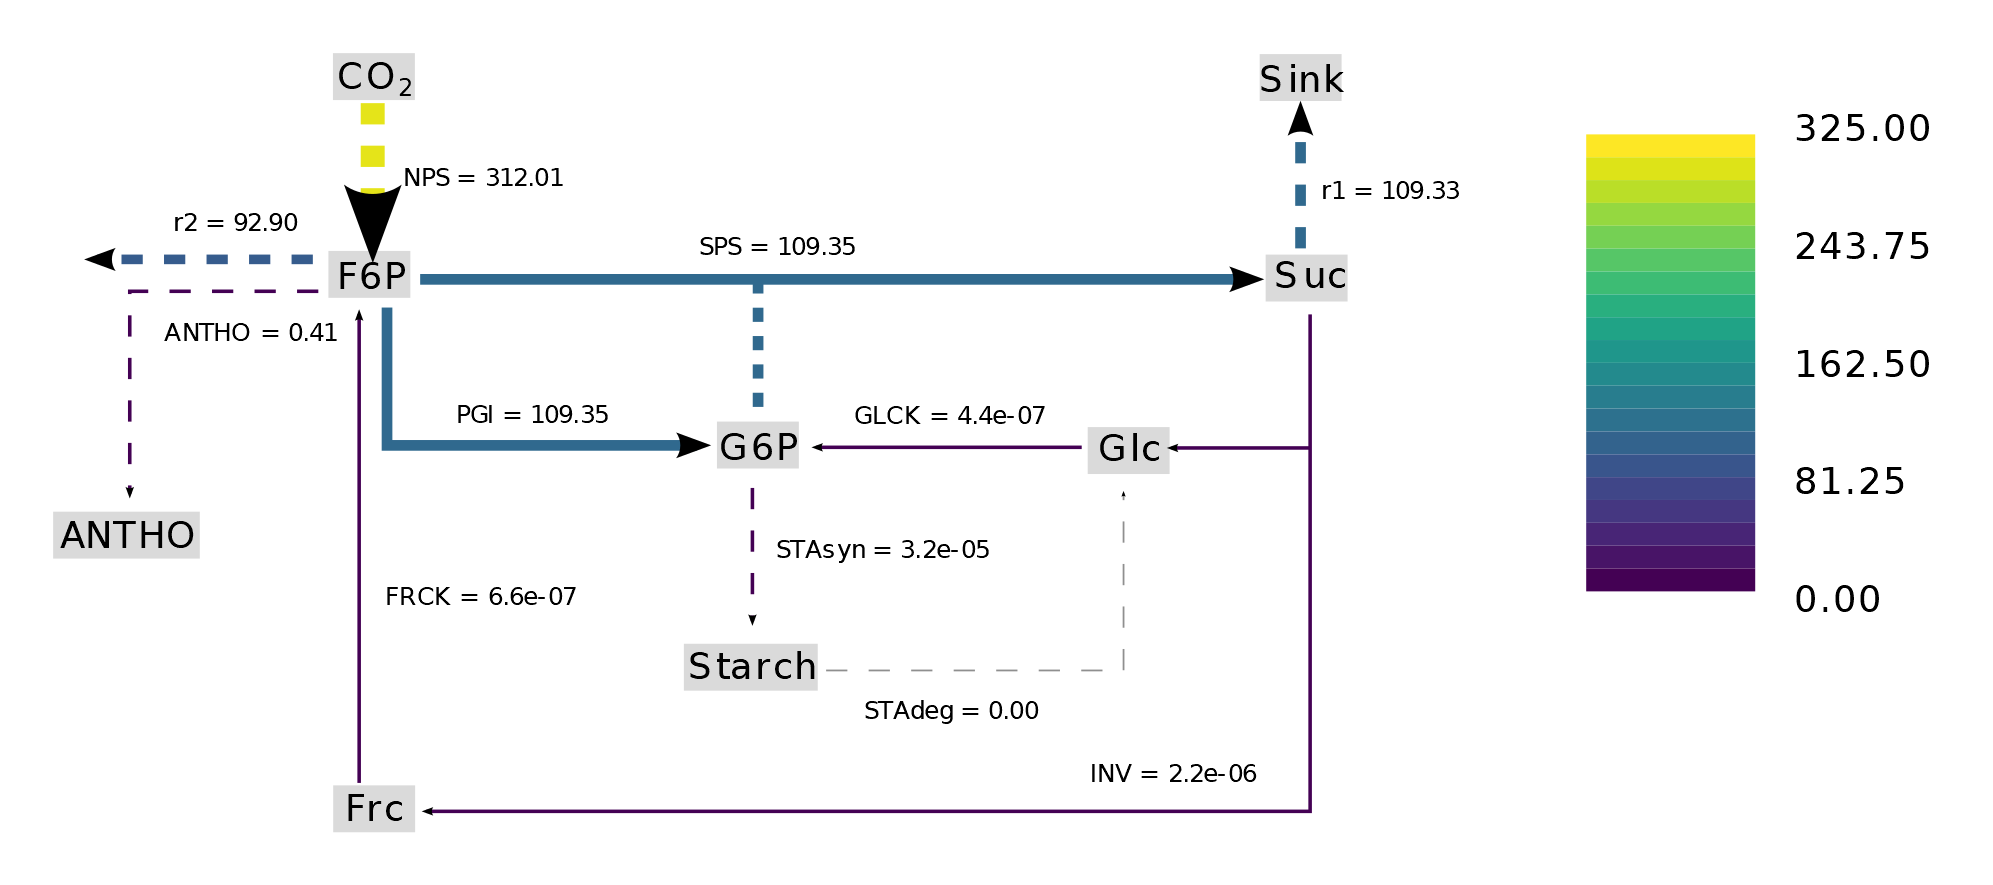 CO₂
Sink
325.00
NPS = 312.01
r1 = 109.33
r2 = 92.90
SPS = 109.35
243.75
F6P
Suc
ANTHO = 0.41
162.50
PGI = 109.35
GLCK = 4.4e-07
G6P
Glc
81.25
ANTHO
STAsyn = 3.2e-05
FRCK = 6.6e-07
0.00
Starch
STAdeg = 0.00
INV = 2.2e-06
Frc